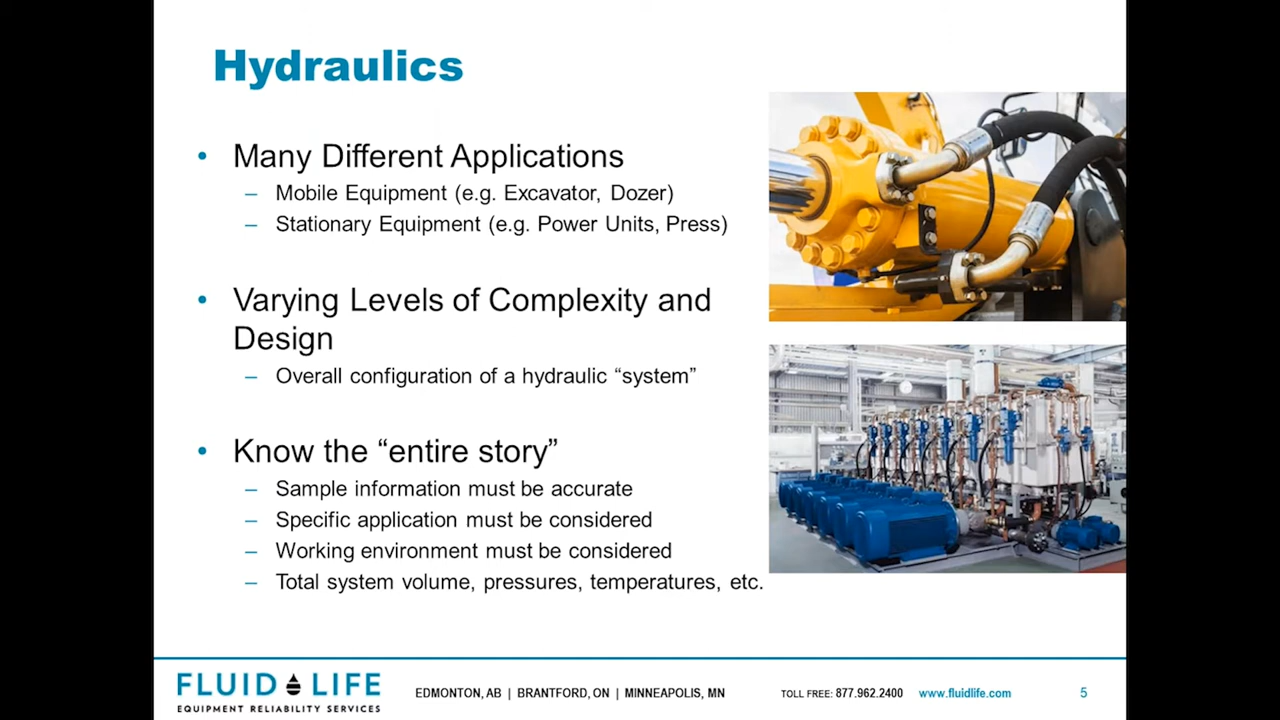 Hydraulics
• Many Different Applications
– Mobile Equipment (e.g. Excavator, Dozer)
– Stationary Equipment (e.g. Power Units, Press)
• Varying Levels of Complexity and
Design
– Overall configuration of a hydraulic “system”
• Know the “entire story”
– Sample information must be accurate
– Specific application must be considered
– Working environment must be considered
– Total system volume, pressures, temperatures, etc.
FLUID LIFE
EQUIPMENT RELIABILITY SERVICES
EDMONTON, AB | BRANTFORD, ON | MINNEAPOLIS, MN
TOLL FREE: 877.962.2400
www.fluidlife.com
5